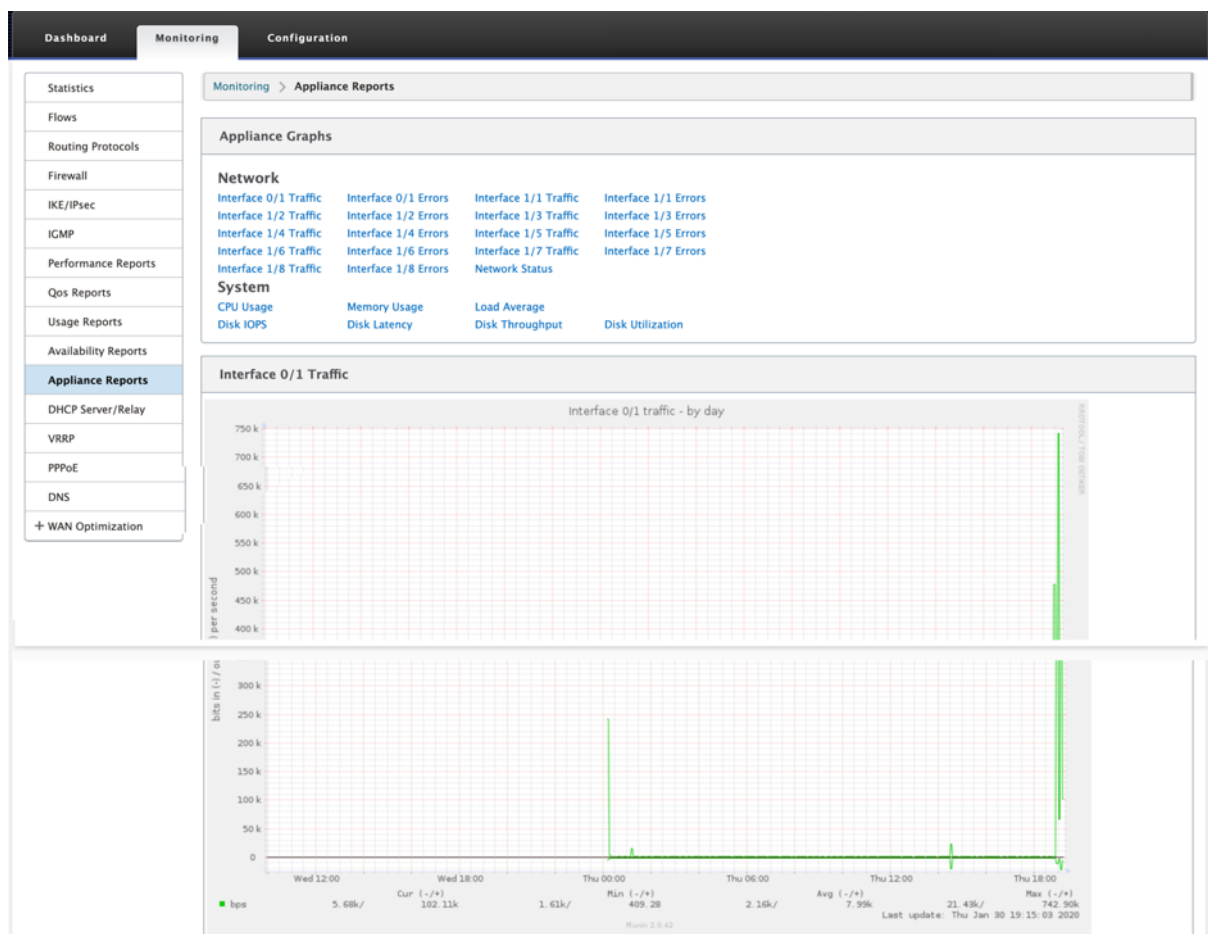 Dashboard Monitoring Configuration
Monitoring > Appliance Reports
Statistics
Flows
Routing Protocols
Firewall
IKE/IPsec
IGMP
Performance Reports
Qos Reports
Usage Reports
Availability Reports
Appliance Reports
DHCP Server/Relay
VRRP
PPPoE
DNS
+ WAN Optimization
Appliance Graphs
Network
Interface 0/1 Traffic Interface 0/1 Errors Interface 1/1 Traffic Interface 1/1 Errors
Interface 1/2 Traffic Interface 1/2 Errors Interface 1/3 Traffic Interface 1/3 Errors
Interface 1/4 Traffic Interface 1/4 Errors Interface 1/5 Traffic Interface 1/5 Errors
Interface 1/6 Traffic Interface 1/6 Errors Interface 1/7 Traffic Interface 1/7 Errors
Interface 1/8 Traffic Interface 1/8 Errors Network Status
System
CPU Usage Memory Usage Load Average
Disk IOPS Disk Latency Disk Throughput Disk Utilization
Interface 0/1 Traffic
Interface 0/1 traffic - by day
RRDTOOL / TOBI OETIKER
750 k
700 k
650 k
600 k
550 k
500 k
450 k
400 k
) per second
300 k
250 k
200 k
150 k
100 k
50 k
0
bits in (-) / ou
Wed 12:00 Wed 18:00 Thu 00:00 Thu 06:00 Thu 12:00 Thu 18:00
Cur (-/+) Min (-/+) Avg (-/+) Max (-/+)
bps 5.68k/ 102.11k 1.61k/ 409.28 2.16k/ 7.99k 21.43k/ 742.90k
Last update: Thu Jan 30 19:15:03 2020
Munin 2.0.42